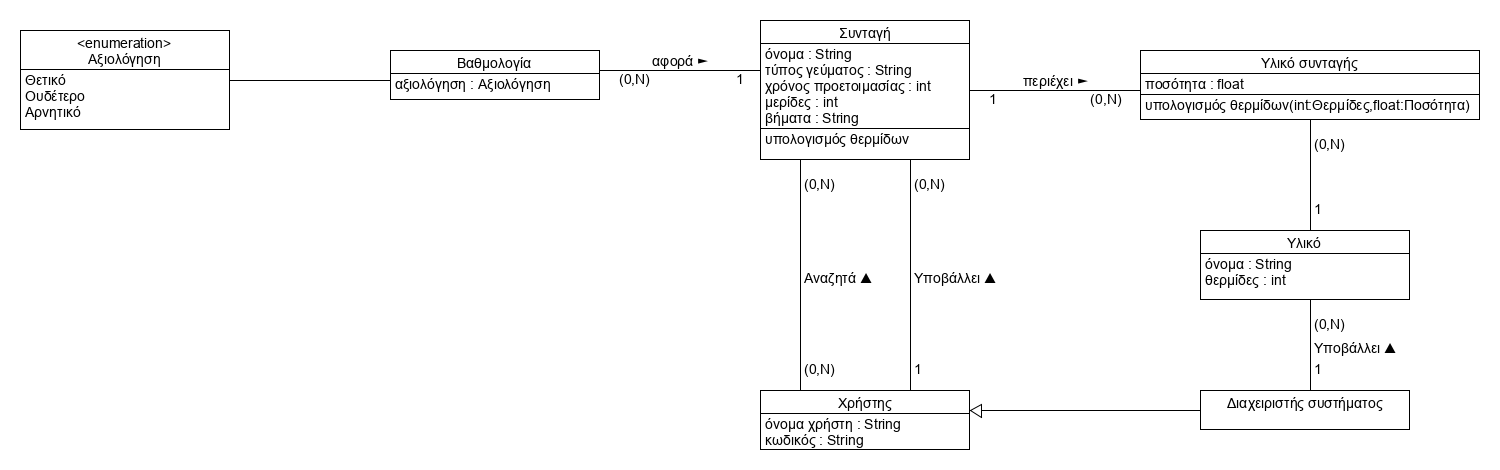 <enumeration>
Αξιολόγηση
Θετικό
Ουδέτερο
Αρνητικό
Βαθμολογία
αξιολόγηση : Αξιολόγηση
αφορά ►
(0,N)
1
Συνταγή
όνομα : String
τύπος γεύματος : String
χρόνος προετοιμασίας : int
μερίδες : int
βήματα : String
υπολογισμός θερμίδων
περιέχει ►
1
(0,N)
Υλικό συνταγής
ποσότητα : float
υπολογισμός θερμίδων(int:Θερμίδες,float:Ποσότητα)
(0,N)
(0,N)
Αναζητά ▲
Υποβάλλει ▲
(0,N)
1
(0,N)
1
Υλικό
όνομα : String
θερμίδες : int
(0,N)
Υποβάλλει ▲
1
Χρήστης
όνομα χρήστη : String
κωδικός : String
Διαχειριστής συστήματος